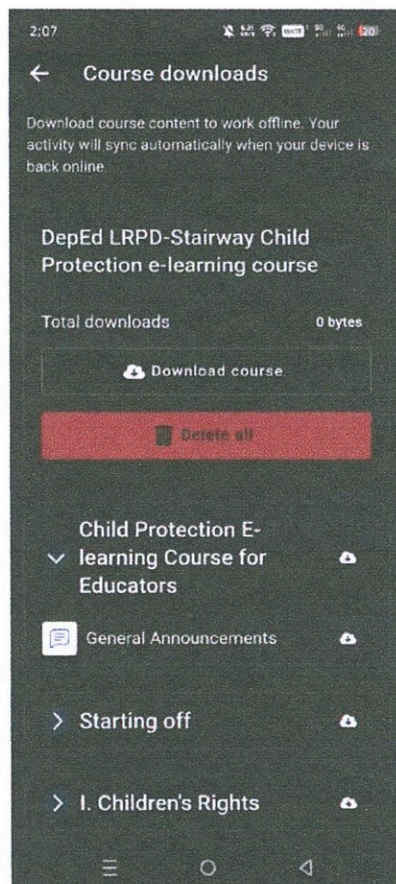 2:07
20
← Course downloads
Download course content to work offline. Your
activity will sync automatically when your device is
back online.
DepEd LRPD-Stairway Child
Protection e-learning course
Total downloads 0 bytes
Download course
Delete all
Child Protection E-
learning Course for
Educators
General Announcements
Starting off
I. Children's Rights